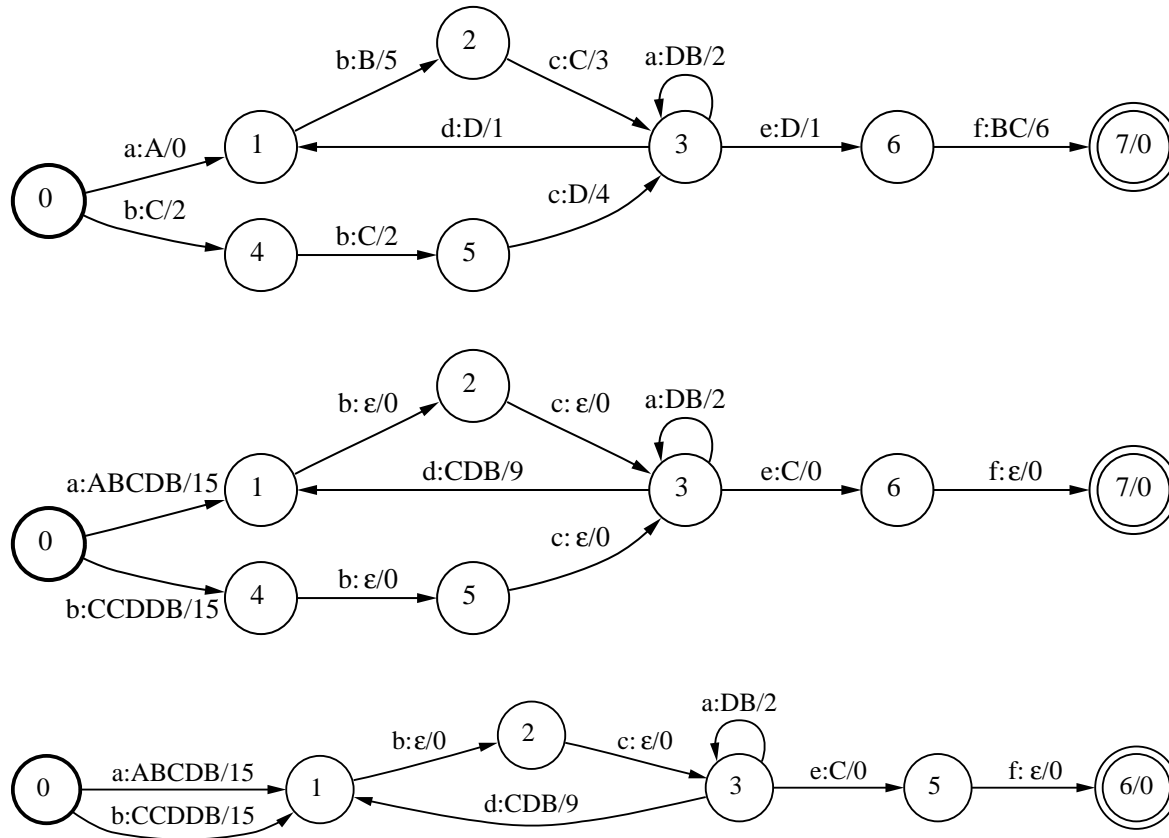 2
b:B/5
c:C/3
a:DB/2
d:D/1
a:A/0
1
3
e:D/1
6
f:BC/6
7/0
0
b:C/2
c:D/4
4
b:C/2
5
2
b:ε/0
c:ε/0
a:DB/2
d:CDB/9
a:ABCDB/15
1
3
e:C/0
6
f:ε/0
7/0
0
c:ε/0
b:CCDDB/15
4
b:ε/0
5
a:DB/2
2
b:ε/0
c:ε/0
0
a:ABCDB/15
1
3
e:C/0
5
f:ε/0
6/0
b:CCDDB/15
d:CDB/9